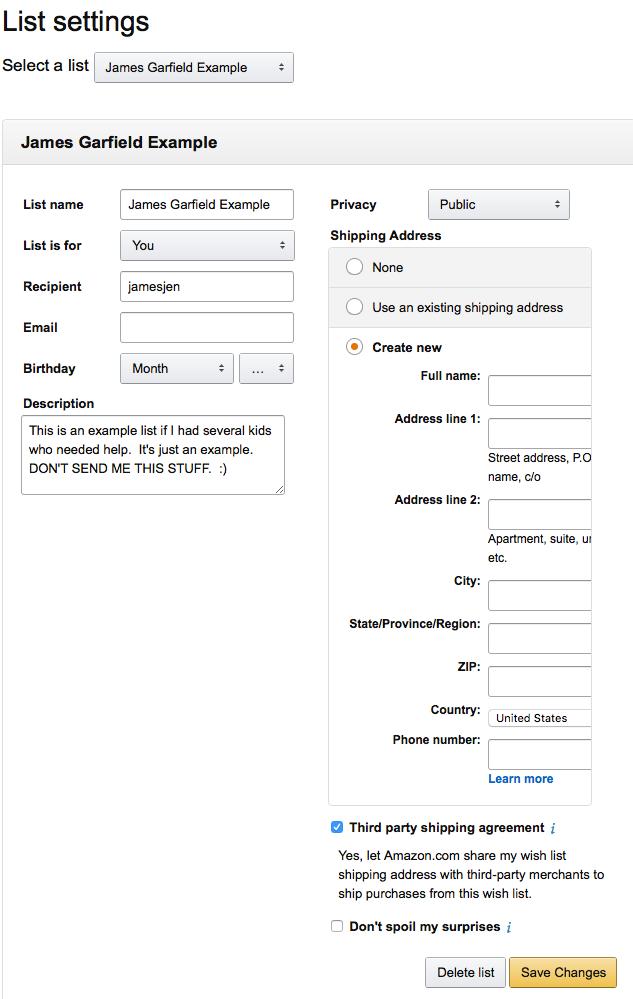 List settings
Select a list James Garfield Example
James Garfield Example
List name James Garfield Example
List is for You
Recipient jamesjen
Email
Birthday Month ...
Description
This is an example list if I had several kids
who needed help. It's just an example.
DON'T SEND ME THIS STUFF. :)
Privacy Public
Shipping Address
None
Use an existing shipping address
Create new
Full name:
Address line 1:
Street address, P.O
name, c/o
Address line 2:
Apartment, suite,
etc.
City:
State/Province/Region:
ZIP:
Country: United States
Phone number:
Learn more
Third party shipping agreement i
Yes, let Amazon.com share my wish list
shipping address with third-party merchants to
ship purchases from this wish list.
Don't spoil my surprises i
Delete list Save Changes